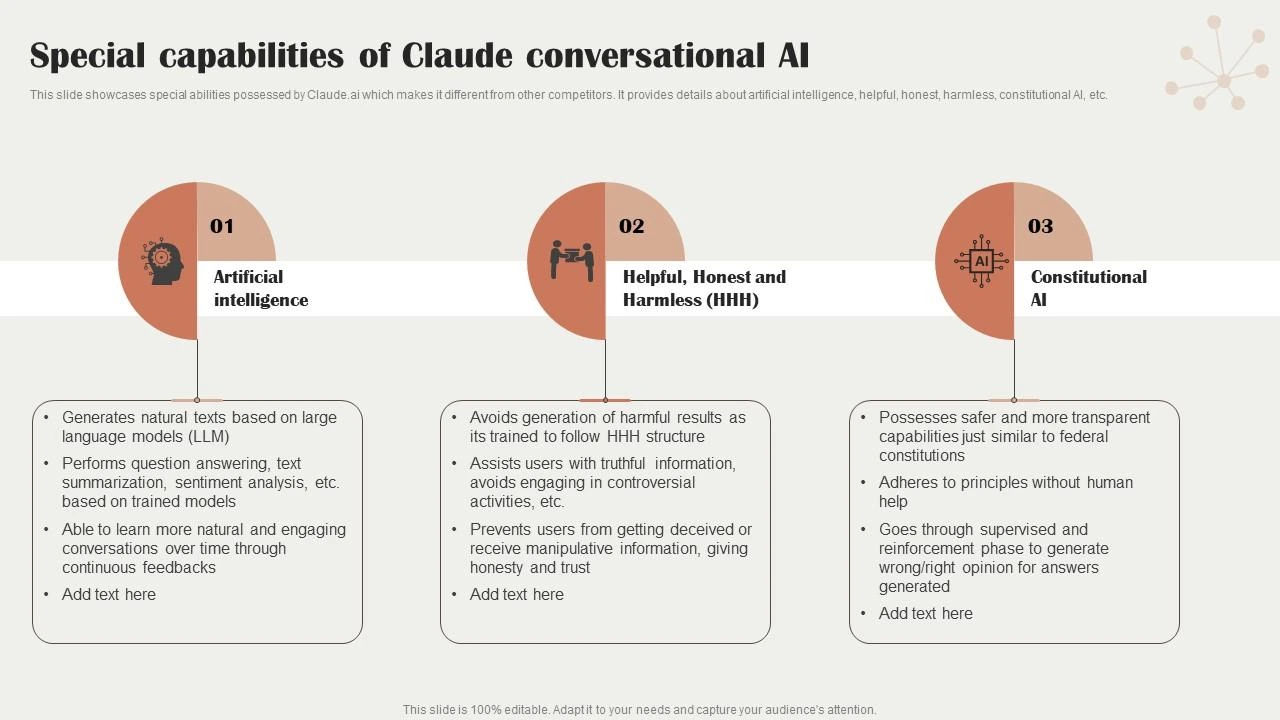 Special capabilities of Claude conversational AI
This slide showcases special abilities possessed by Claude.ai which makes it different from other competitors. It provides details about artificial intelligence, helpful, honest, harmless, constitutional AI, etc.
01
Artificial
intelligence
• Generates natural texts based on large
language models (LLM)
• Performs question answering, text
summarization, sentiment analysis, etc.
based on trained models
• Able to learn more natural and engaging
conversations over time through
continuous feedbacks
• Add text here
02
Helpful, Honest and
Harmless (HHH)
• Avoids generation of harmful results as
its trained to follow HHH structure
• Assists users with truthful information,
avoids engaging in controversial
activities, etc.
• Prevents users from getting deceived or
receive manipulative information, giving
honesty and trust
• Add text here
AI
03
Constitutional
AI
• Possesses safer and more transparent
capabilities just similar to federal
constitutions
• Adheres to principles without human
help
• Goes through supervised and
reinforcement phase to generate
wrong/right opinion for answers
generated
• Add text here
This slide is 100% editable. Adapt it to your needs and capture your audience's attention.